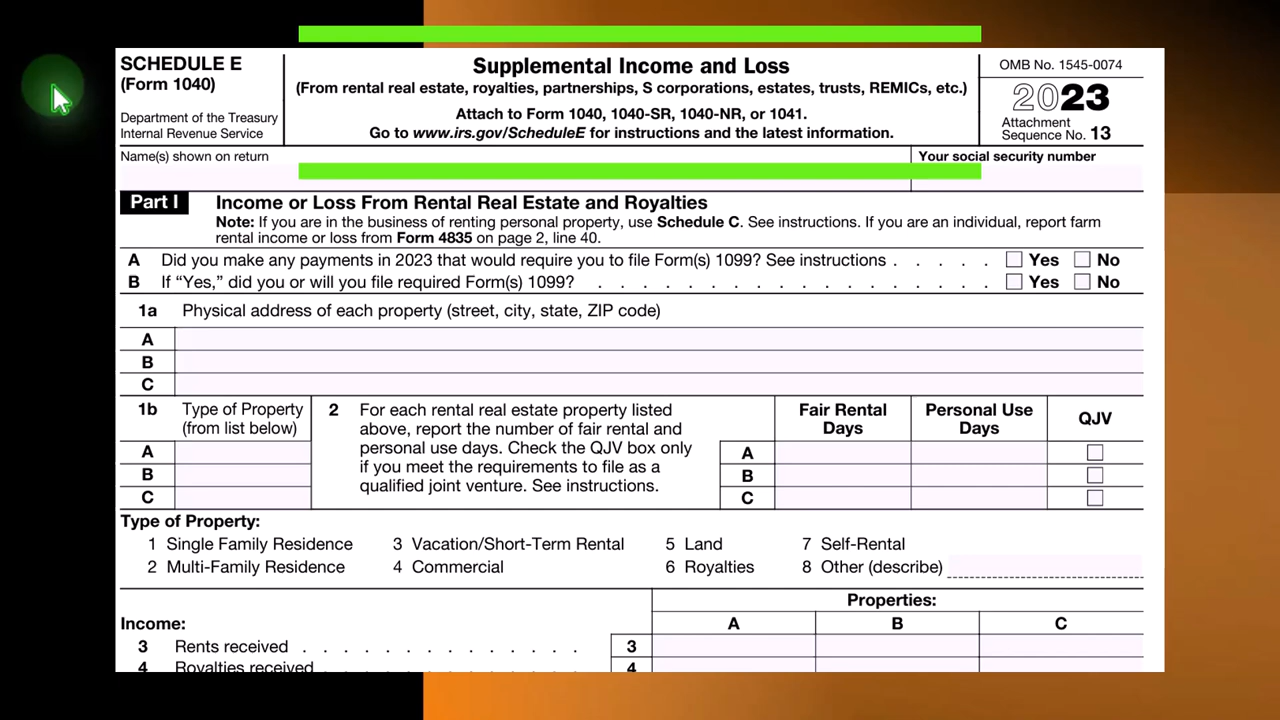 SCHEDULE E
(Form 1040)
Department of the Treasury
Internal Revenue Service
Supplemental Income and Loss
(From rental real estate, royalties, partnerships, S corporations, estates, trusts, REMICs, etc.)
Attach to Form 1040, 1040-SR, 1040-NR, or 1041.
Go to www.irs.gov/ScheduleE for instructions and the latest information.
OMB No. 1545-0074
2023
Attachment
Sequence No. 13
Name(s) shown on return
Your social security number
Part I Income or Loss From Rental Real Estate and Royalties
Note: If you are in the business of renting personal property, use Schedule C. See instructions. If you are an individual, report farm
rental income or loss from Form 4835 on page 2, line 40.
A Did you make any payments in 2023 that would require you to file Form(s) 1099? See instructions . . . . . Yes No
B If “Yes,” did you or will you file required Form(s) 1099? . . . . . . . . . . . . . . . . . . Yes No
1a Physical address of each property (street, city, state, ZIP code)
A
B
C
1b Type of Property
(from list below)
A
B
C
2 For each rental real estate property listed
above, report the number of fair rental and
personal use days. Check the QJV box only
if you meet the requirements to file as a
qualified joint venture. See instructions.
Fair Rental
Days
Personal Use
Days
QJV
A
B
C
Type of Property:
1 Single Family Residence 3 Vacation/Short-Term Rental 5 Land 7 Self-Rental
2 Multi-Family Residence 4 Commercial 6 Royalties 8 Other (describe)
Properties:
Income: A B C
3 Rents received . . . . . . . . . . . . . 3
4 Royalties received . . . . . . . . . . . . 4